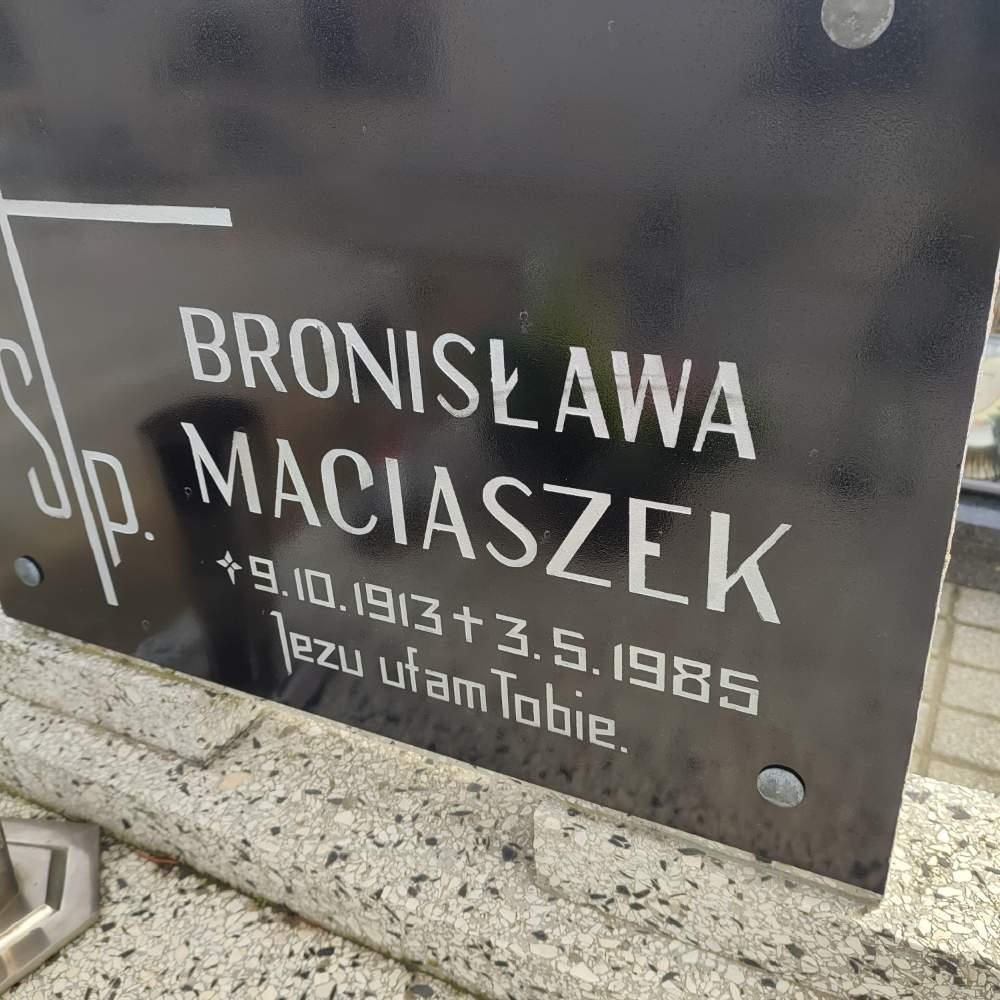 Ś.P.
BRONISŁAWA
MACIASZEK
9.10.1913 † 3.5.1985
Jezu ufam Tobie.